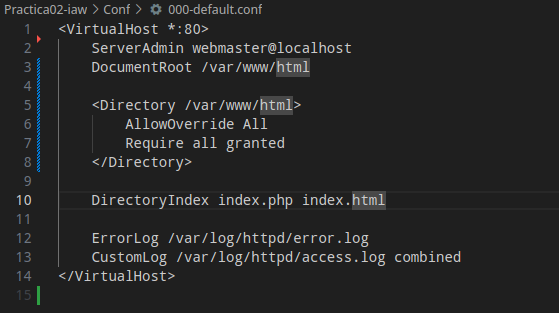 Practica02-iaw > Conf > 000-default.conf
1 <VirtualHost *:80>
2 ServerAdmin webmaster@localhost
3 DocumentRoot /var/www/html
4
5 <Directory /var/www/html>
6 AllowOverride All
7 Require all granted
8 </Directory>
9
10 DirectoryIndex index.php index.html
11
12 ErrorLog /var/log/httpd/error.log
13 CustomLog /var/log/httpd/access.log combined
14 </VirtualHost>
15